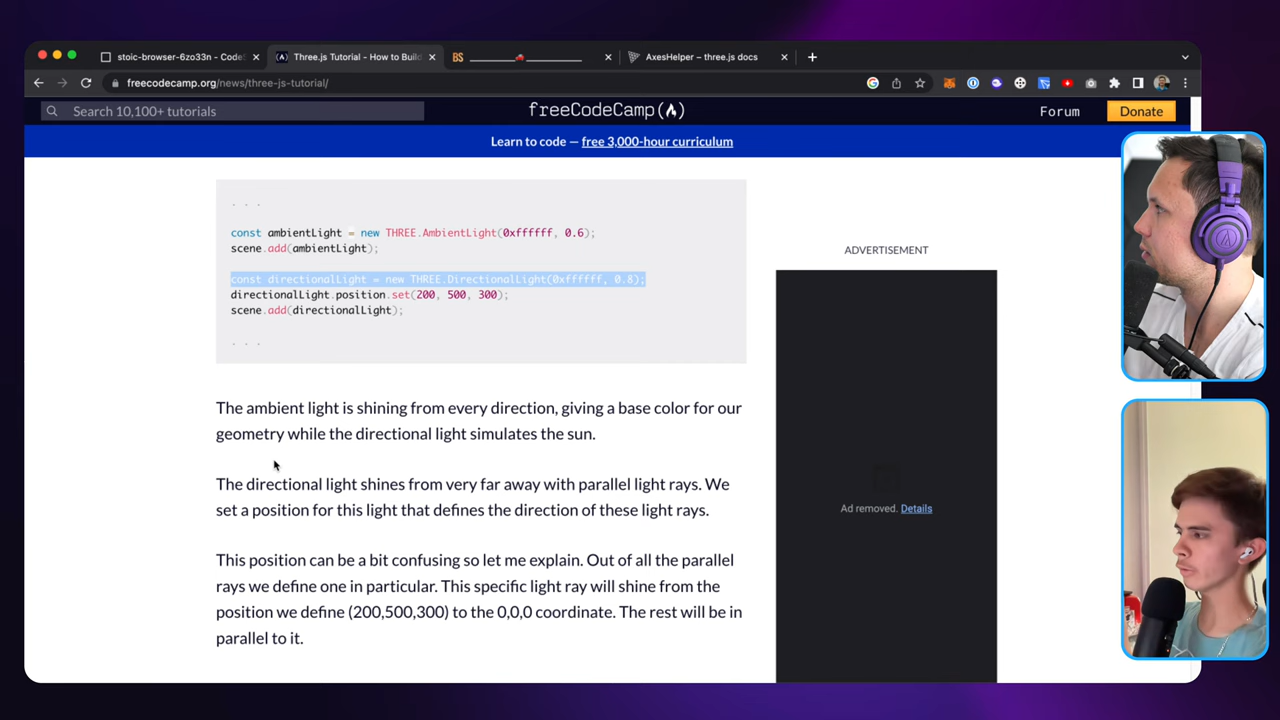 stoic-browser-6zo33n - CodeS
Three.js Tutorial - How to Build
BS
AxesHelper – three.js docs
freecodecamp.org/news/three-js-tutorial/
Search 10,100+ tutorials
freeCodeCamp(🔥)
Forum
Donate
Learn to code — free 3,000-hour curriculum
. . .
const ambientLight = new THREE.AmbientLight(0xffffff, 0.6);
scene.add(ambientLight);
const directionalLight = new THREE.DirectionalLight(0xffffff, 0.8);
directionalLight.position.set(200, 500, 300);
scene.add(directionalLight);
. . .
ADVERTISEMENT
Ad removed. Details
The ambient light is shining from every direction, giving a base color for our
geometry while the directional light simulates the sun.
The directional light shines from very far away with parallel light rays. We
set a position for this light that defines the direction of these light rays.
This position can be a bit confusing so let me explain. Out of all the parallel
rays we define one in particular. This specific light ray will shine from the
position we define (200,500,300) to the 0,0,0 coordinate. The rest will be in
parallel to it.